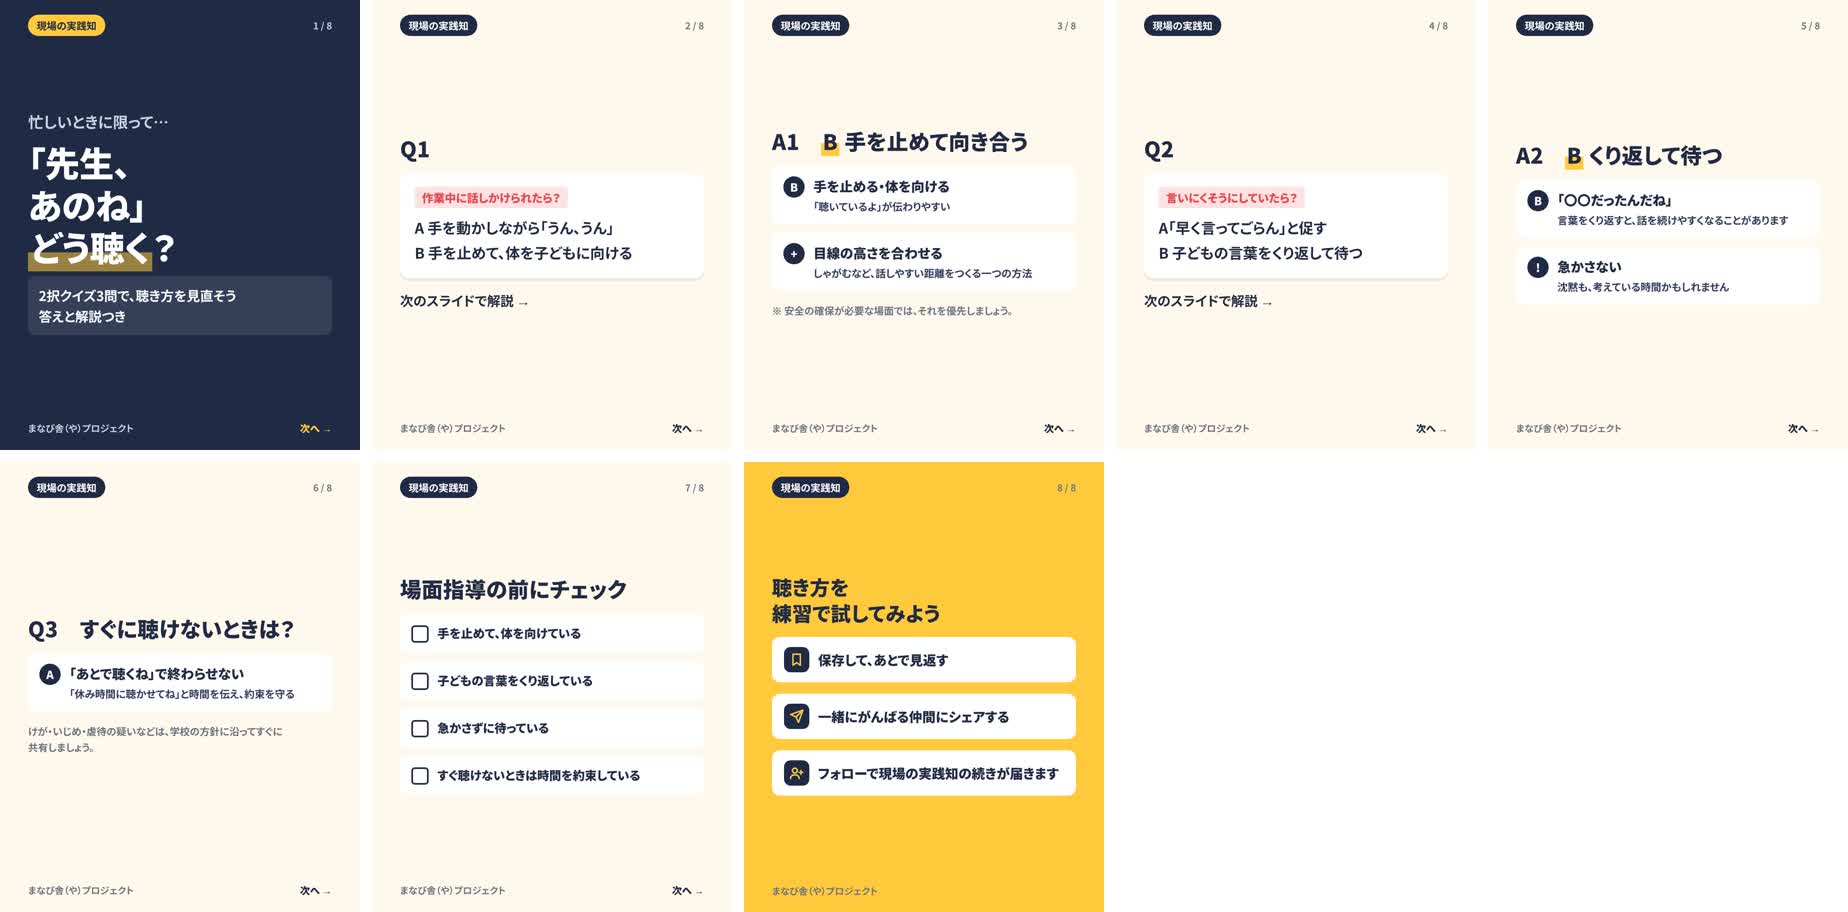 現場の実践知
1 / 8
忙しいときに限って…
「先生、
あのね」
どう聴く？
2択クイズ3問で、聴き方を見直そう
答えと解説つき
まなび舎（や）プロジェクト
次へ →
現場の実践知
2 / 8
Q1
作業中に話しかけられたら？
A 手を動かしながら「うん、うん」
B 手を止めて、体を子どもに向ける
次のスライドで解説 →
まなび舎（や）プロジェクト
次へ →
現場の実践知
3 / 8
A1 B 手を止めて向き合う
B 手を止める・体を向ける
「聴いているよ」が伝わりやすい
+ 目線の高さを合わせる
しゃがむなど、話しやすい距離をつくる一つの方法
※ 安全の確保が必要な場面では、それを優先しましょう。
まなび舎（や）プロジェクト
次へ →
現場の実践知
4 / 8
Q2
言いにくそうにしていたら？
A「早く言ってごらん」と促す
B 子どもの言葉をくり返して待つ
次のスライドで解説 →
まなび舎（や）プロジェクト
次へ →
現場の実践知
5 / 8
A2 B くり返して待つ
B 「〇〇だったんだね」
言葉をくり返すと、話を続けやすくなることがあります
! 急かさない
沈黙も、考えている時間かもしれません
まなび舎（や）プロジェクト
次へ →
現場の実践知
6 / 8
Q3 すぐに聴けないときは？
A 「あとで聴くね」で終わらせない
「休み時間に聴かせてね」と時間を伝え、約束を守る
けが・いじめ・虐待の疑いなどは、学校の方針に沿ってすぐに
共有しましょう。
まなび舎（や）プロジェクト
次へ →
現場の実践知
7 / 8
場面指導の前にチェック
手を止めて、体を向けている
子どもの言葉をくり返している
急かさずに待っている
すぐ聴けないときは時間を約束している
まなび舎（や）プロジェクト
次へ →
現場の実践知
8 / 8
聴き方を
練習で試してみよう
保存して、あとで見返す
一緒にがんばる仲間にシェアする
フォローで現場の実践知の続きが届きます
まなび舎（や）プロジェクト